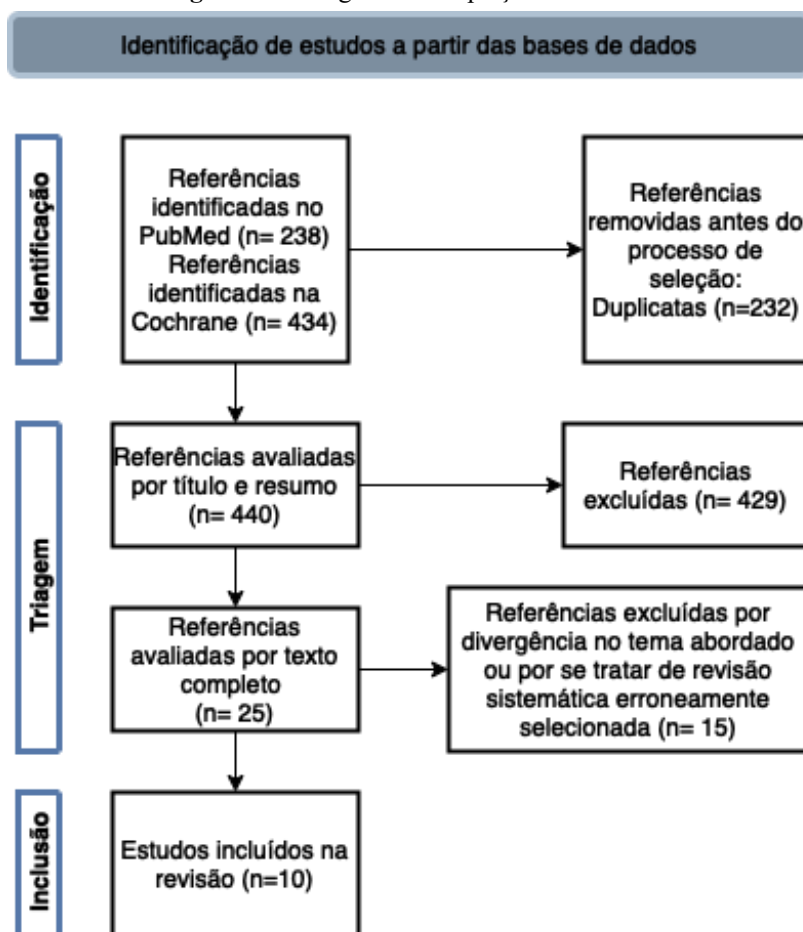 Identificação de estudos a partir das bases de dados
Identificação
Referências
identificadas no
PubMed (n= 238)
Referências
identificadas na
Cochrane (n= 434)
Referências
removidas antes do
processo de
seleção:
Duplicatas (n=232)
Triagem
Referências avaliadas
por título e resumo
(n= 440)
Referências
excluídas (n= 429)
Referências
avaliadas por texto
completo
(n= 25)
Referências excluídas por
divergência no tema abordado
ou por se tratar de revisão
sistemática erroneamente
selecionada (n= 15)
Inclusão
Estudos incluídos na
revisão (n=10)